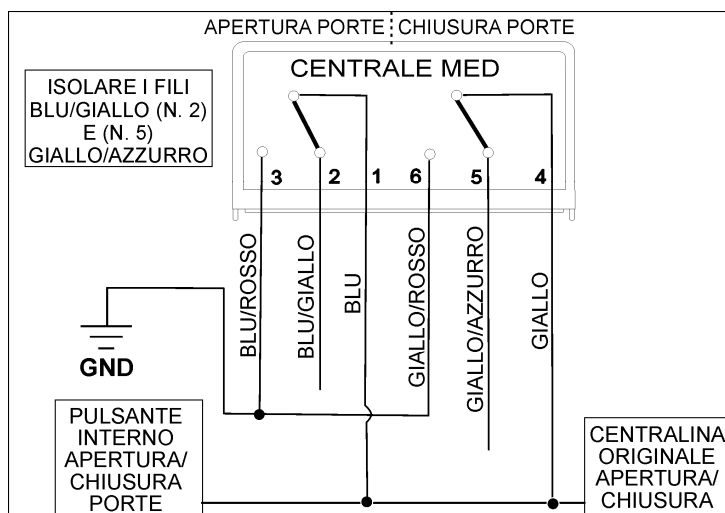 APERTURA PORTE CHIUSURA PORTE
CENTRALE MED
ISOLARE I FILI
BLU/GIALLO (N. 2)
E (N. 5)
GIALLO/AZZURRO
3 2 1 6 5 4
BLU/ROSSO
BLU/GIALLO
BLU
GIALLO/ROSSO
GIALLO/AZZURRO
GIALLO
GND
PULSANTE
INTERNO
APERTURA/
CHIUSURA
PORTE
CENTRALINA
ORIGINALE
APERTURA/
CHIUSURA